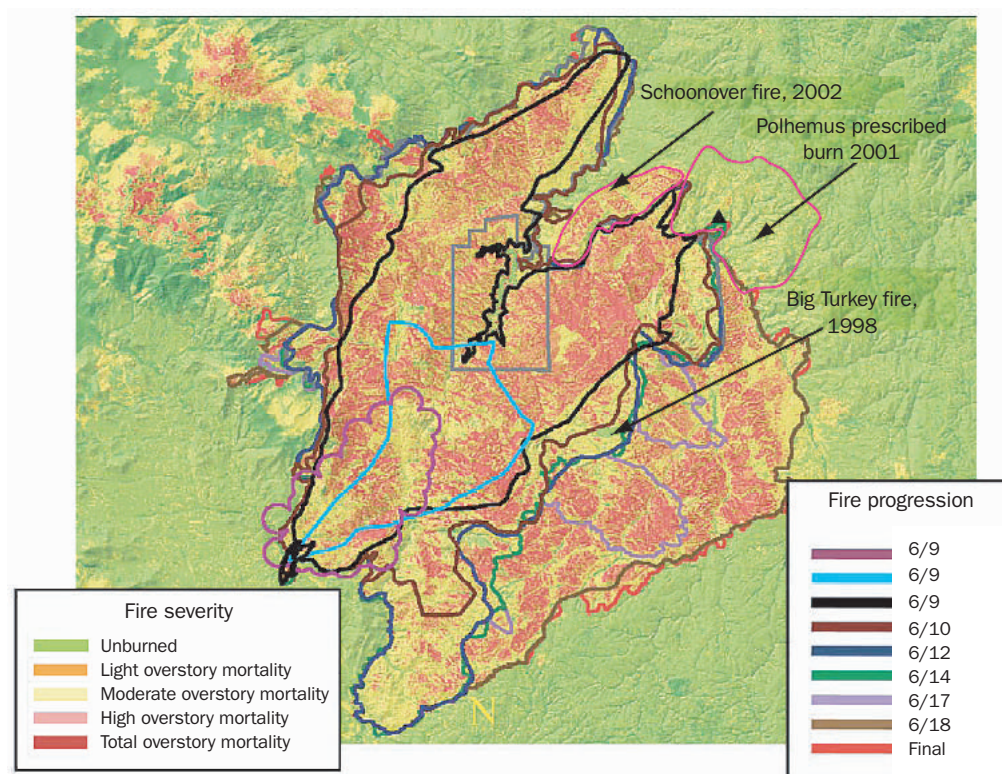 Schoonover fire, 2002
Polhemus prescribed
burn 2001
Big Turkey fire,
1998
N
Fire severity
Unburned
Light overstory mortality
Moderate overstory mortality
High overstory mortality
Total overstory mortality
Fire progression
6/9
6/9
6/9
6/10
6/12
6/14
6/17
6/18
Final